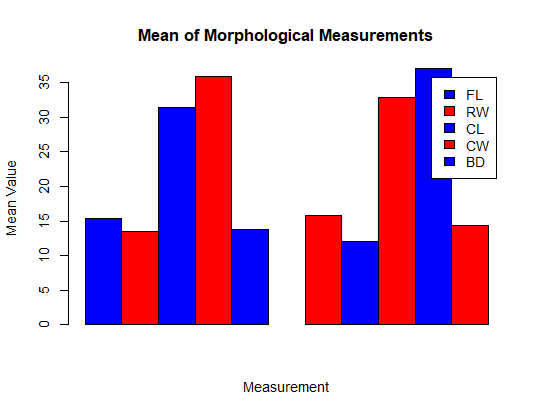 Mean of Morphological Measurements
Mean Value
35
30
25
20
15
10
5
0
FL
RW
CL
CW
BD
Measurement